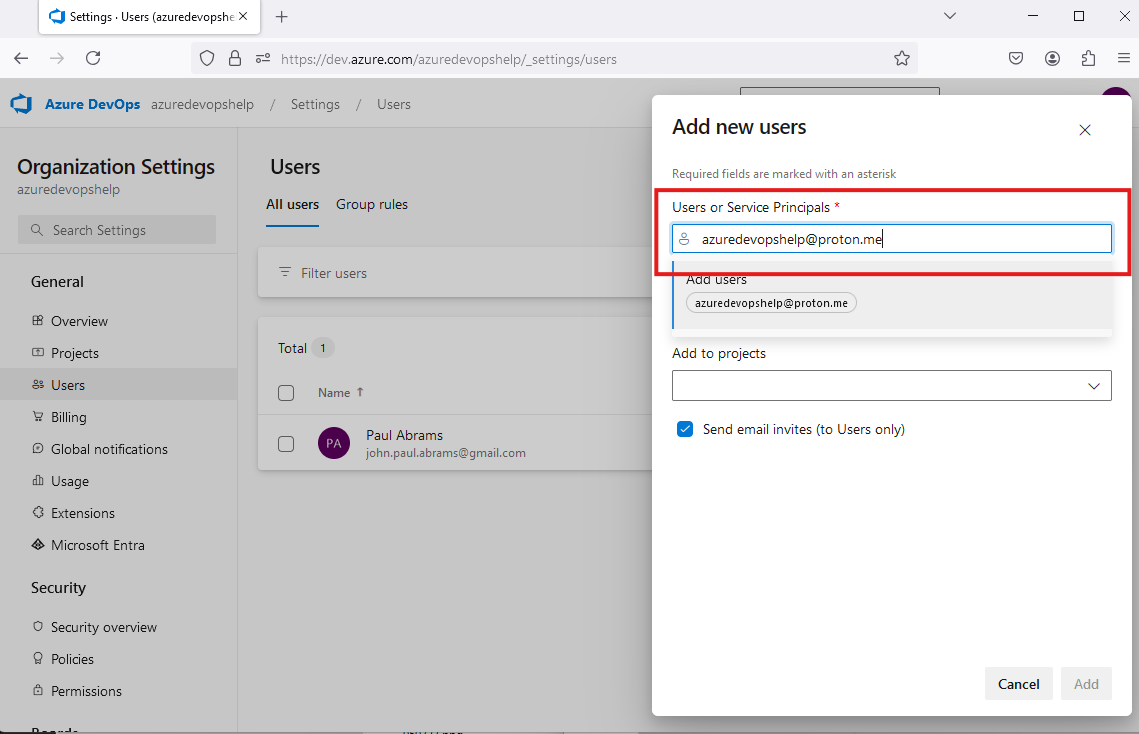 Settings · Users (azuredevopshe
https://dev.azure.com/azuredevopshelp/_settings/users
Azure DevOps azuredevopshelp / Settings / Users
Organization Settings
azuredevopshelp
Search Settings
General
Overview
Projects
Users
Billing
Global notifications
Usage
Extensions
Microsoft Entra
Security
Security overview
Policies
Permissions
Boards
Users
All users Group rules
Filter users
Total 1
Name ↑
PA Paul Abrams
john.paul.abrams@gmail.com
Add new users
Required fields are marked with an asterisk
Users or Service Principals *
azuredevopshelp@proton.me
Add users
azuredevopshelp@proton.me
Add to projects
Send email invites (to Users only)
Cancel Add